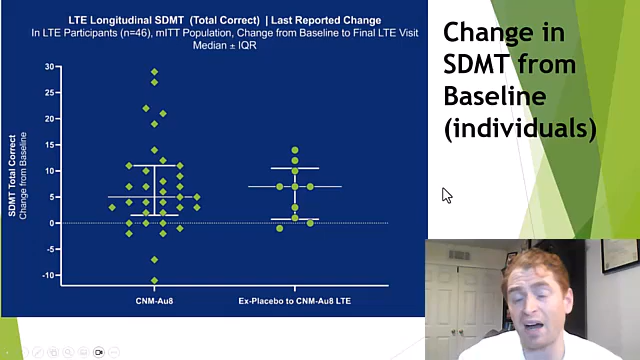 LTE Longitudinal SDMT (Total Correct) | Last Reported Change
In LTE Participants (n=46), mITT Population, Change from Baseline to Final LTE Visit
Median ± IQR
SDMT Total Correct
Change from Baseline
30
25
20
15
10
5
0
-5
-10
CNM-Au8
Ex-Placebo to CNM-Au8 LTE
Change in
SDMT from
Baseline
(individuals)